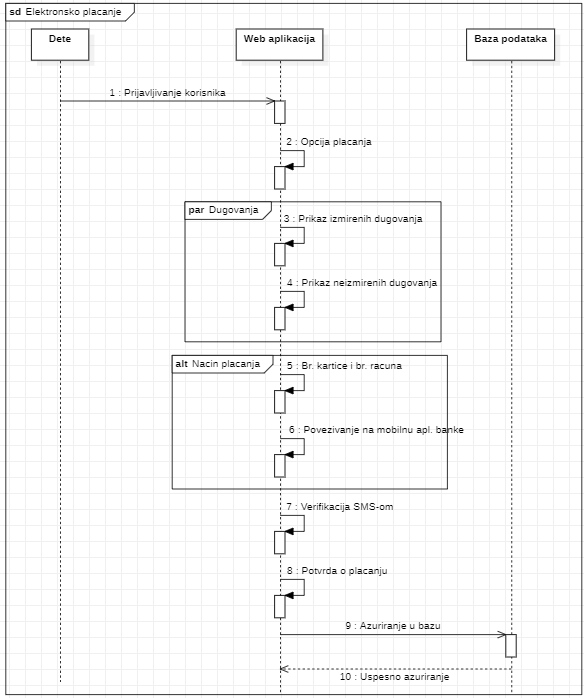 sd Elektronsko placanje
Dete
Web aplikacija
Baza podataka
1 : Prijavljivanje korisnika
2 : Opcija placanja
par Dugovanja
3 : Prikaz izmirenih dugovanja
4 : Prikaz neizmirenih dugovanja
alt Nacin placanja
5 : Br. kartice i br. racuna
6 : Povezivanje na mobilnu apl. banke
7 : Verifikacija SMS-om
8 : Potvrda o placanju
9 : Azuriranje u bazu
10 : Uspesno azuriranje